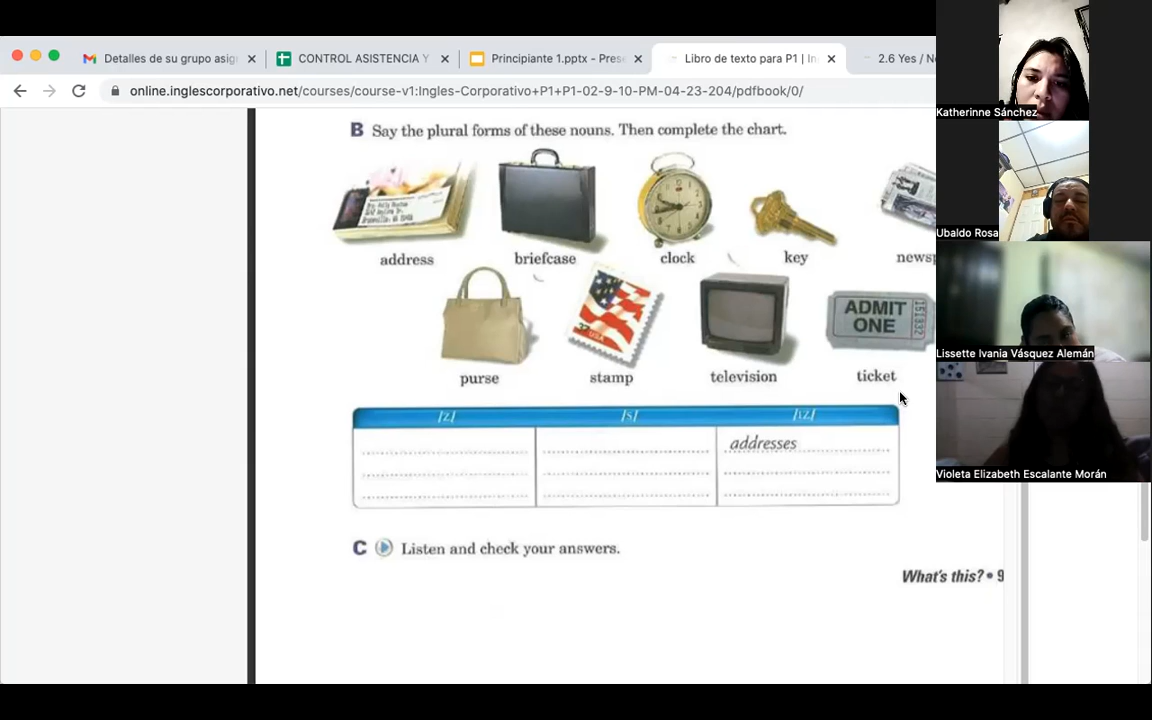 Detalles de su grupo asig
CONTROL ASISTENCIA Y
Principiante 1.pptx - Prese
Libro de texto para P1 | In
2.6 Yes / N
online.inglescorporativo.net/courses/course-v1:Ingles-Corporativo+P1+P1-02-9-10-PM-04-23-204/pdfbook/0/
Katherinne Sánchez
B Say the plural forms of these nouns. Then complete the chart.
Ubaldo Rosa
address
briefcase
clock
key
newsp
ADMIT
ONE
151332
USA
Lissette Ivania Vásquez Alemán
purse
stamp
television
ticket
/z/
/s/
/ɪz/
addresses
Violeta Elizabeth Escalante Morán
C Listen and check your answers.
What's this? • 9